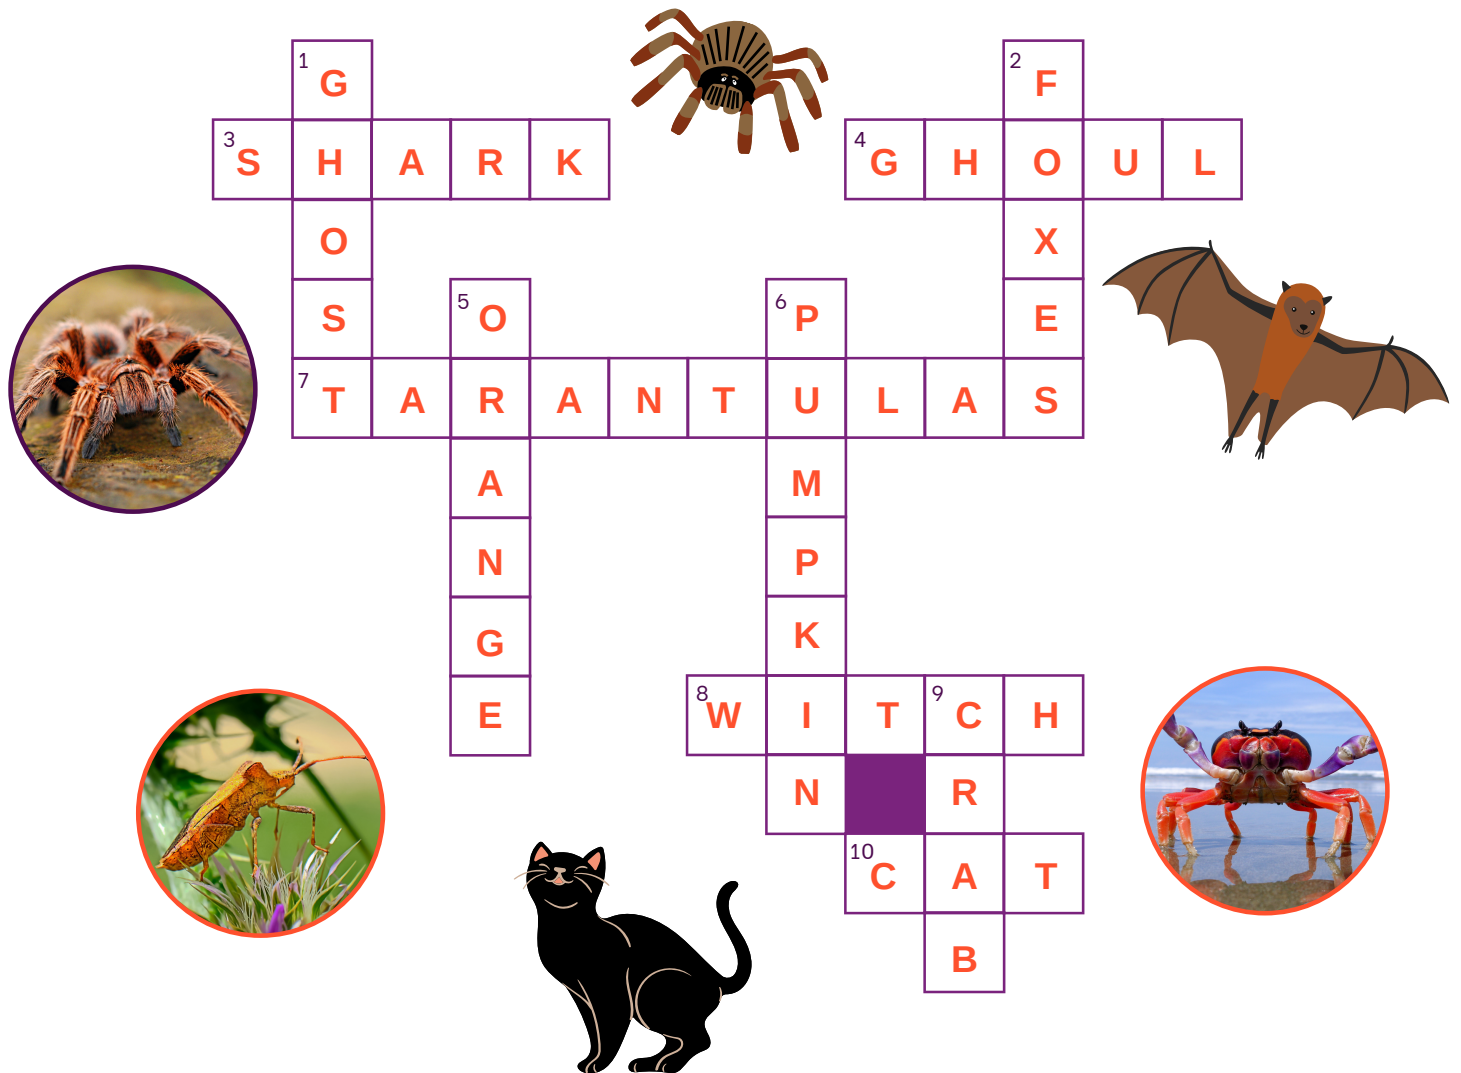 1 G 2 F
3 S H A R K 4 G H O U L
O X
S 5 O 6 P E
7 T A R A N T U L A S
A M
N P
G K
E 8 W I T 9 C H
N R
10 C A T
B